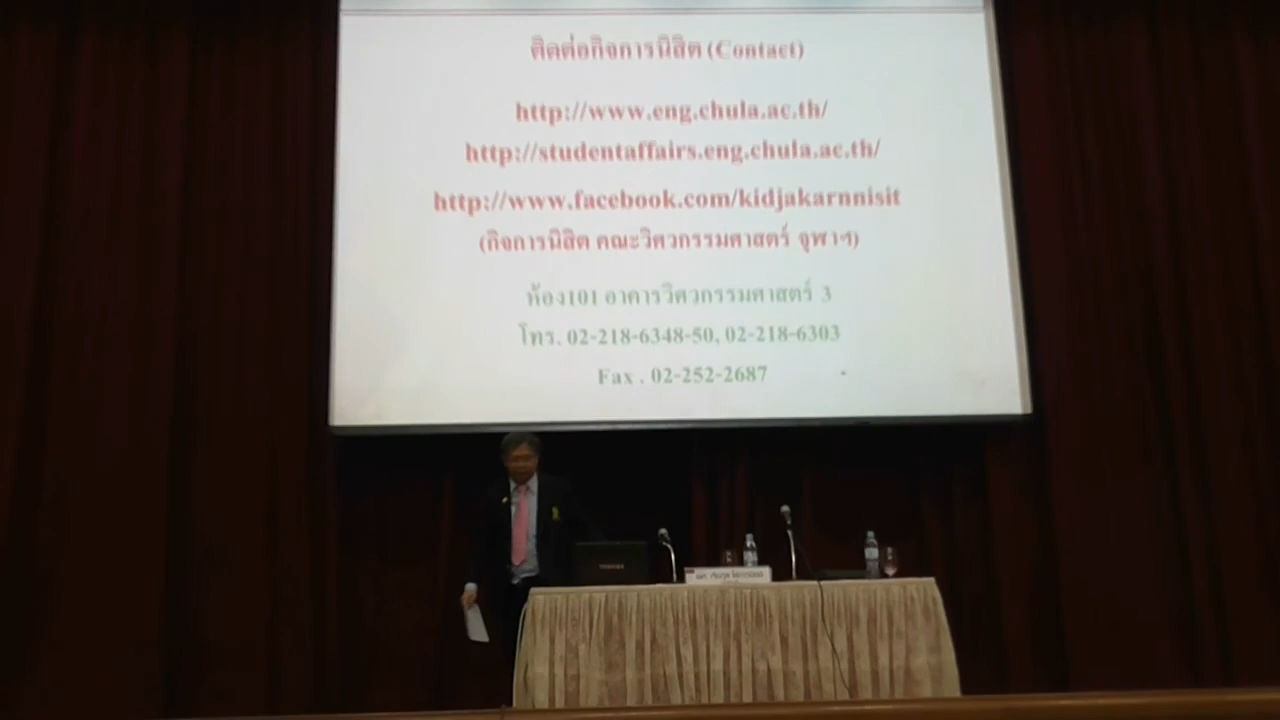 ติดต่อกิจการนิสิต (Contact)
http://www.eng.chula.ac.th/
http://studentaffairs.eng.chula.ac.th/
http://www.facebook.com/kidjakarnnisit
(กิจการนิสิต คณะวิศวกรรมศาสตร์ จุฬาฯ)
ห้อง101 อาคารวิศวกรรมศาสตร์ 3
โทร. 02-218-6348-50, 02-218-6303
Fax . 02-252-2687
TOSHIBA